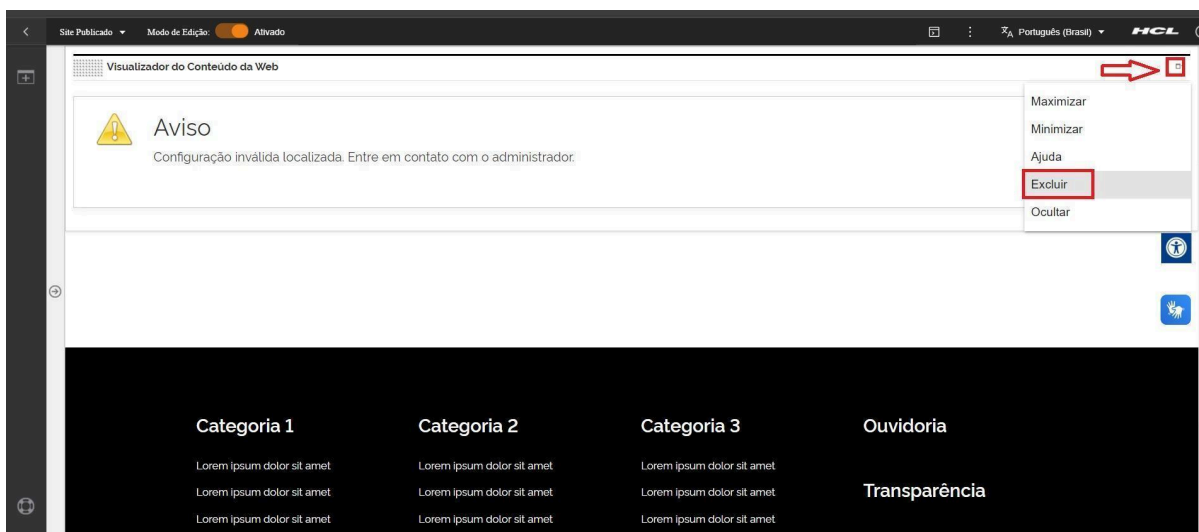 Site Publicado
Modo de Edição:
Ativado
Português (Brasil)
HCL
Visualizador do Conteúdo da Web
Maximizar
Minimizar
Ajuda
Excluir
Ocultar
Aviso
Configuração inválida localizada. Entre em contato com o administrador.
Categoria 1
Lorem ipsum dolor sit amet
Lorem ipsum dolor sit amet
Lorem ipsum dolor sit amet
Categoria 2
Lorem ipsum dolor sit amet
Lorem ipsum dolor sit amet
Lorem ipsum dolor sit amet
Categoria 3
Lorem ipsum dolor sit amet
Lorem ipsum dolor sit amet
Lorem ipsum dolor sit amet
Ouvidoria
Transparência